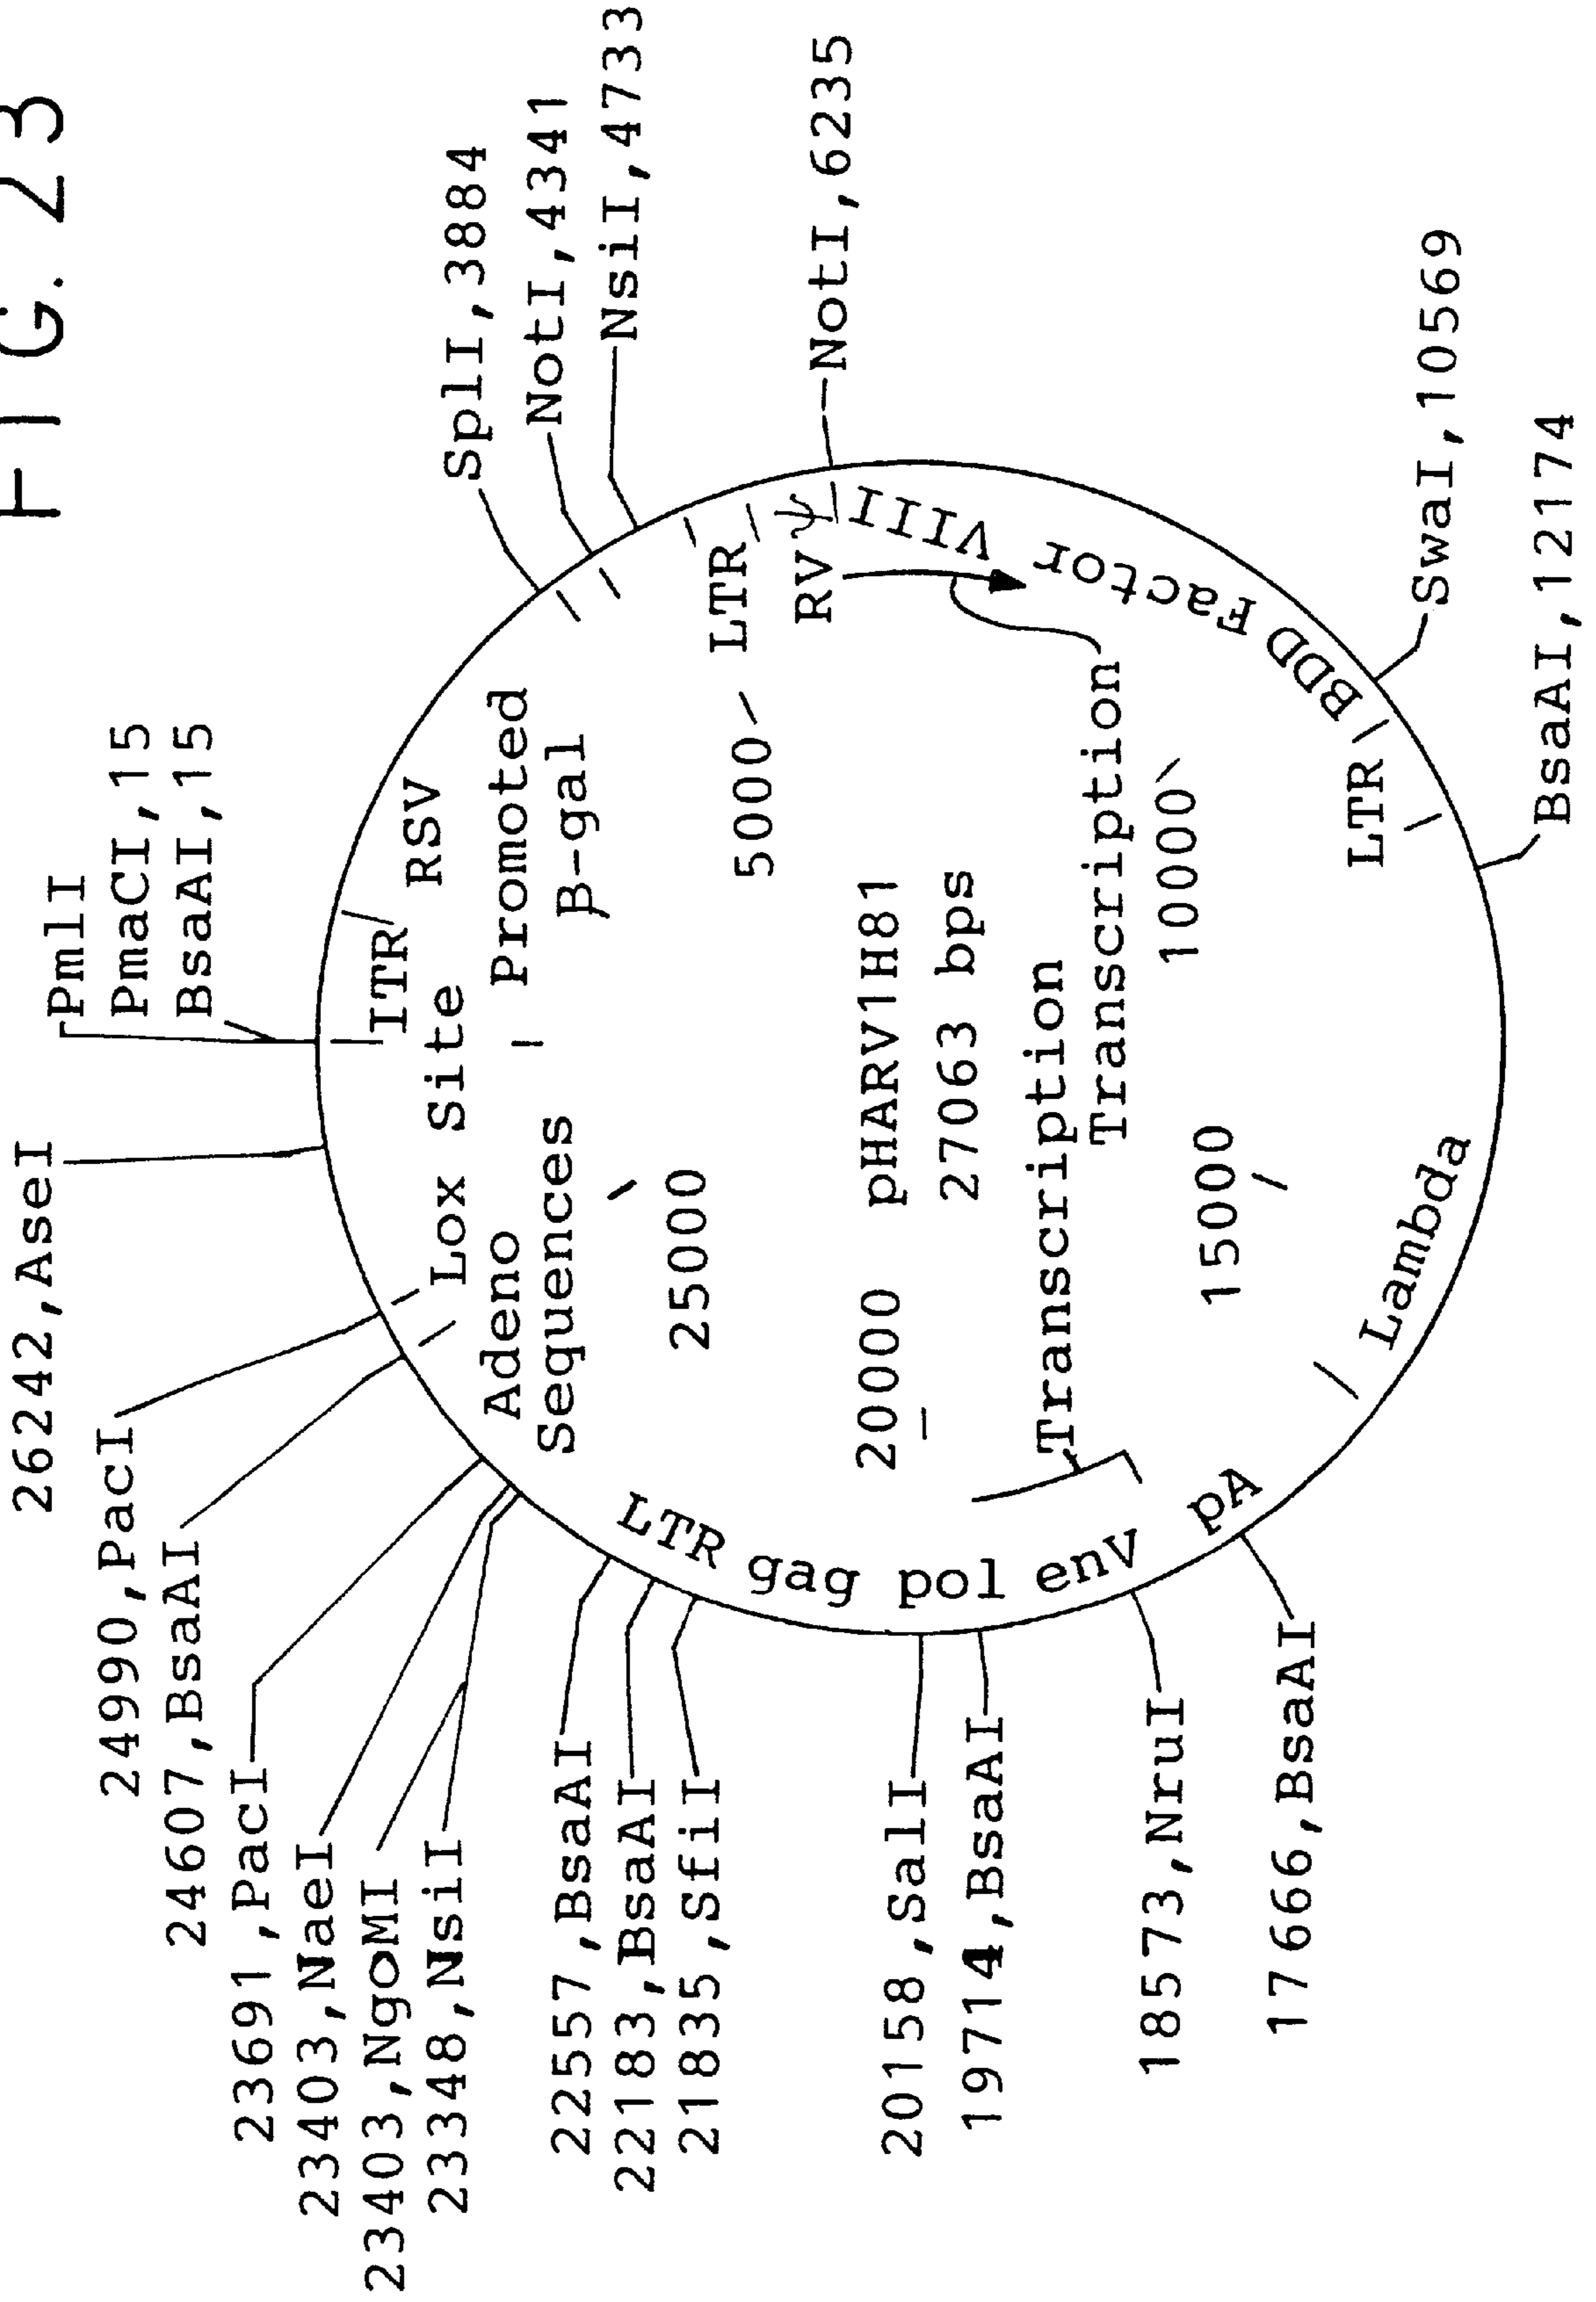 FIG. 23
PmlI
PmaCI,15
BsaAI,15
SplI,3884
NotI,4341
NsiI,4733
NotI,6235
SwaI,10569
BsaAI,12174
26242,AseI
24990,PacI
24607,BsaAI
23691,PacI
23403,NaeI
23403,NgoMI
23348,NsiI
22557,BsaAI
22183,BsaAI
21835,SfiI
20158,SalI
19714,BsaAI
18573,NruI
17666,BsaAI
ITR
RSV
Promoted
β-gal
Lox Site
Adeno
Sequences
LTR
ψ
RV
BDD Factor VIII
LTR
Lambda
pA
env
pol
gag
LTR
5000
10000
15000
20000
25000
pHARV1H81
27063 bps
Transcription
Transcription